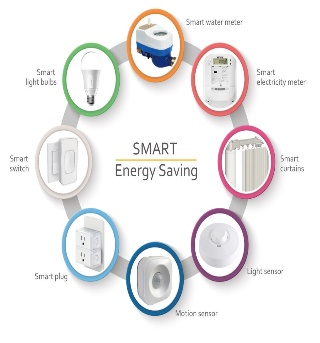 Smart water meter
Smart
light bulbs
Smart
electricity meter
SMART
Energy Saving
Smart
switch
Smart
curtains
Smart plug
Light sensor
Motion sensor